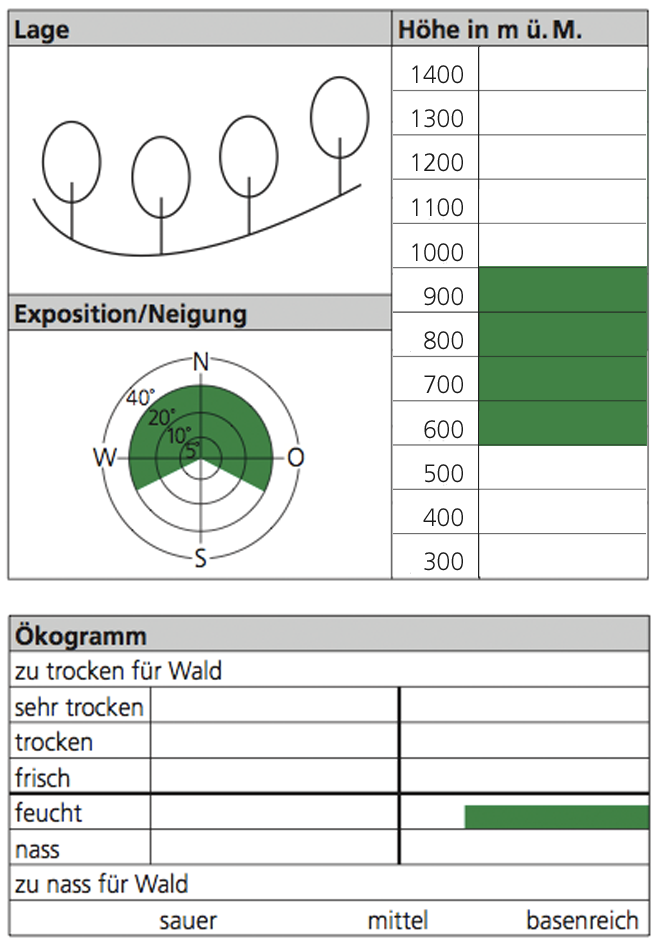 Lage
Höhe in m ü. M.
1400
1300
1200
1100
1000
900
800
700
600
500
400
300
Exposition/Neigung
N
40°
20°
10°
5°
W
O
S
Ökogramm
zu trocken für Wald
sehr trocken
trocken
frisch
feucht
nass
zu nass für Wald
sauer mittel basenreich